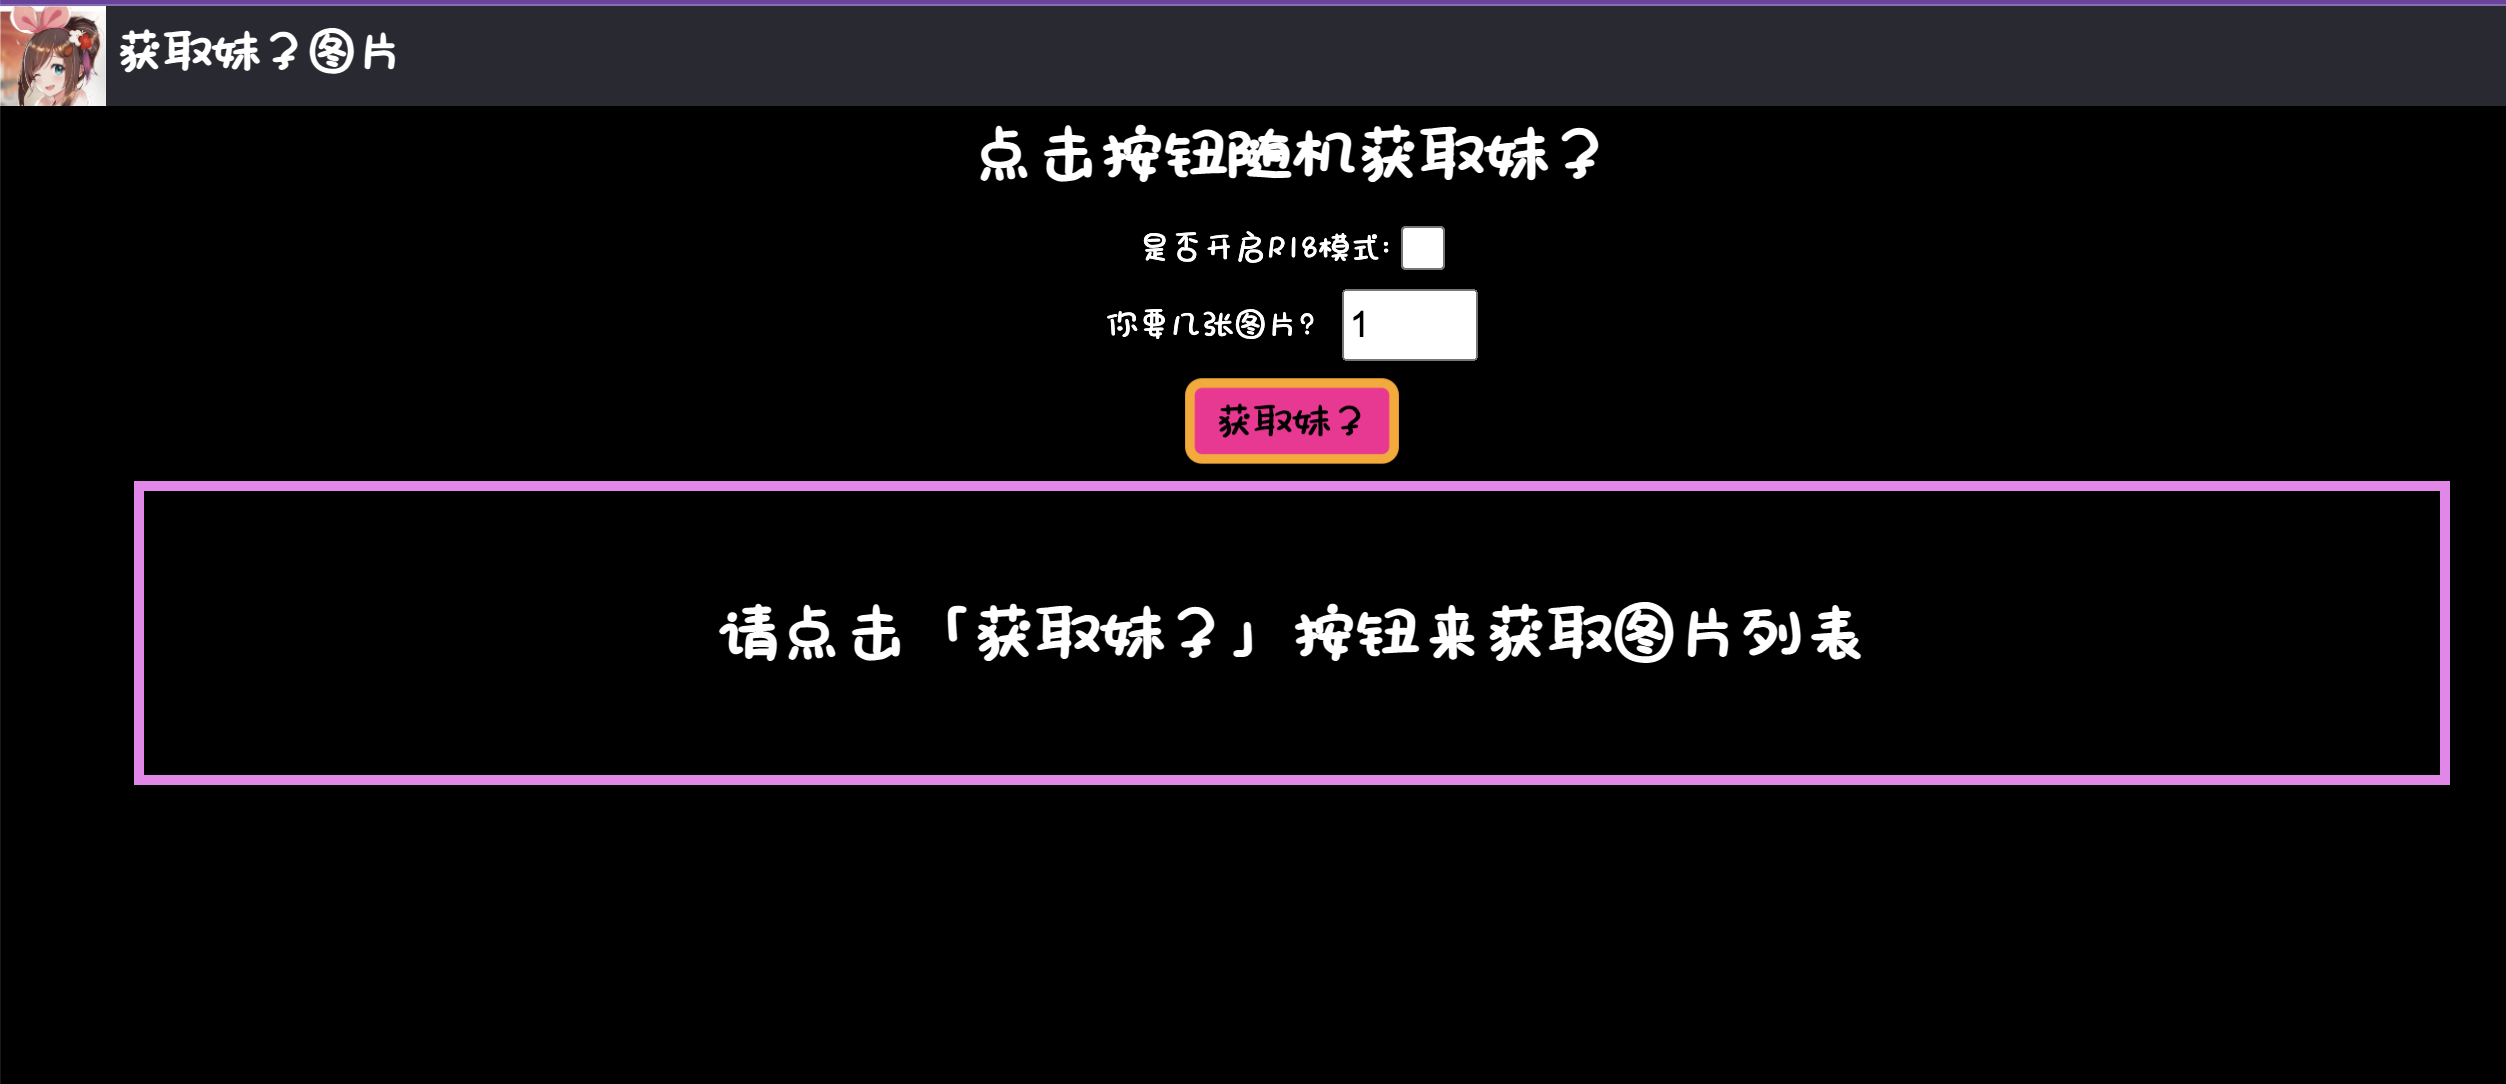 获取妹子图片
点击按钮随机获取妹子
是否开启R18模式:
你要几张图片?
1
获取妹子
请点击「获取妹子」按钮来获取图片列表